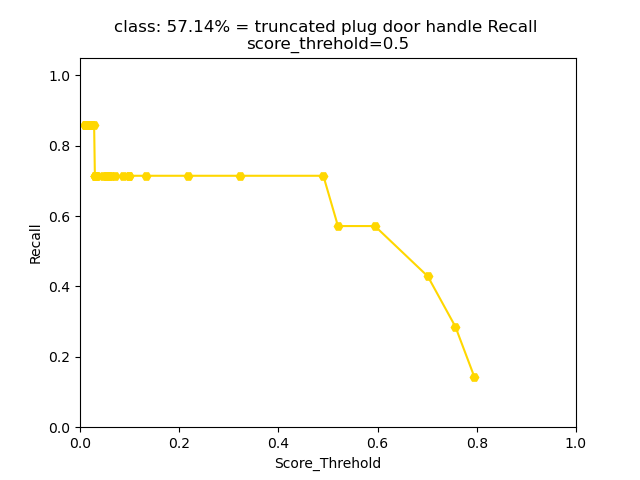 class: 57.14% = truncated plug door handle Recall
score_threhold=0.5
1.0
0.8
0.6
0.4
0.2
0.0
Recall
0.0 0.2 0.4 0.6 0.8 1.0
Score_Threhold